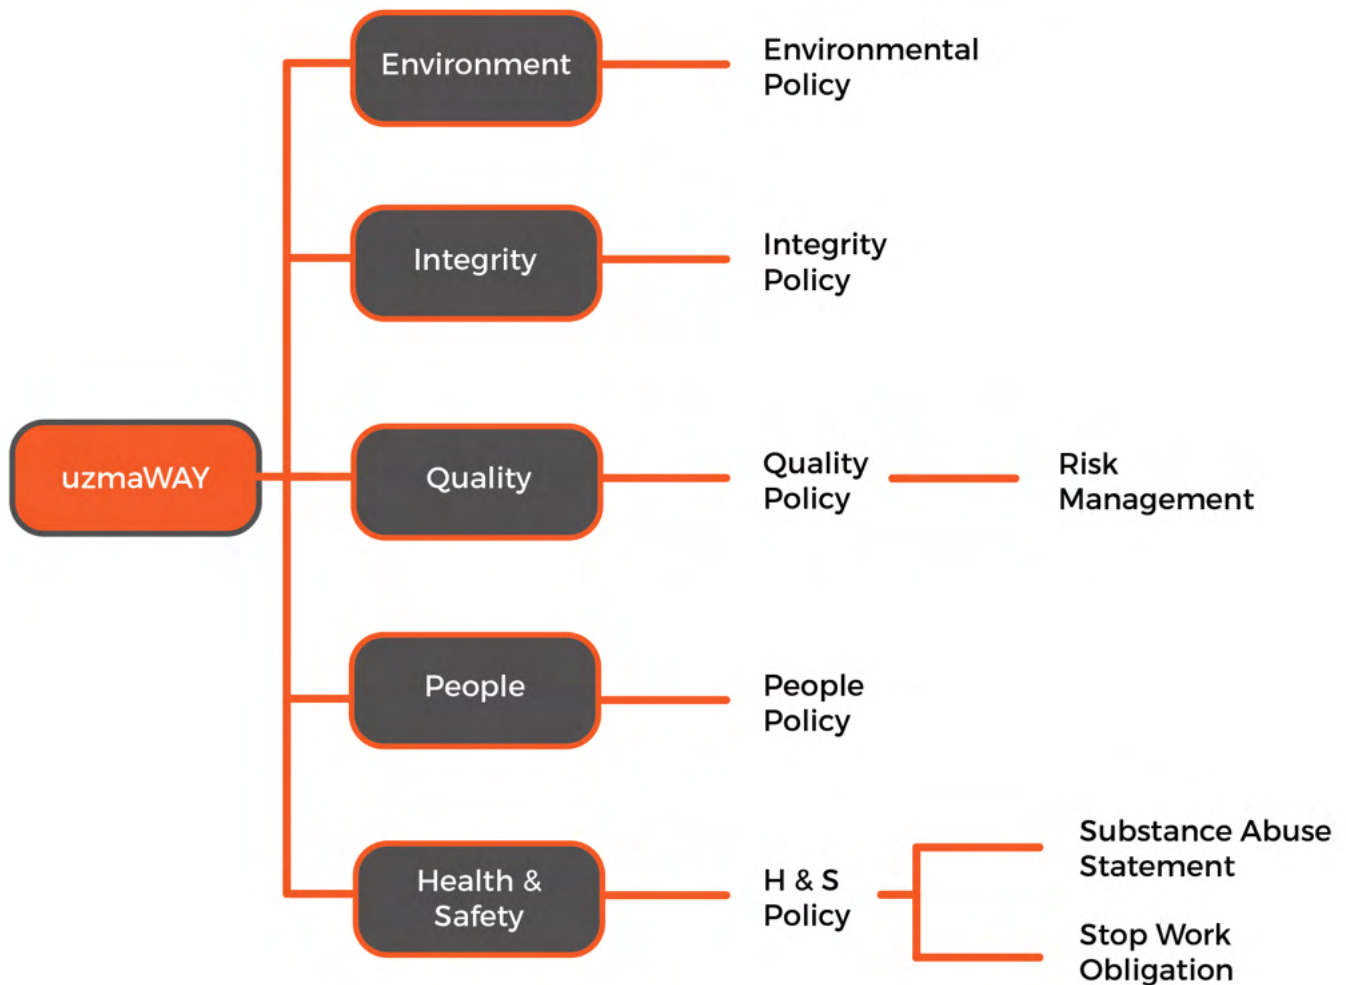 Environment
Environmental
Policy
Integrity
Integrity
Policy
uzmaWAY
Quality
Quality
Policy
Risk
Management
People
People
Policy
Health &
Safety
H & S
Policy
Substance Abuse
Statement
Stop Work
Obligation